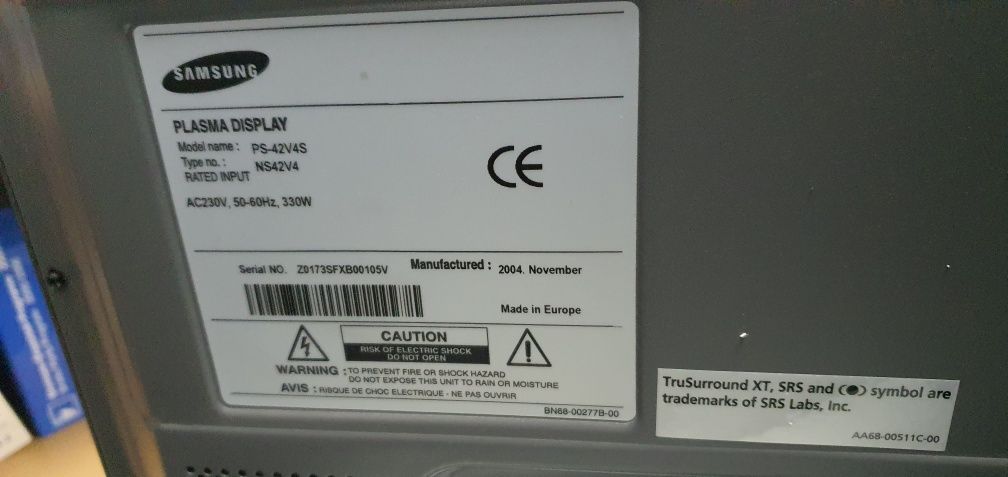 SAMSUNG
PLASMA DISPLAY
Model name : PS-42V4S
Type no. : NS42V4
RATED INPUT
AC230V, 50-60Hz, 330W
CE
Serial NO. Z0173SFXB00105V Manufactured : 2004. November
Made in Europe
CAUTION
RISK OF ELECTRIC SHOCK
DO NOT OPEN
WARNING : TO PREVENT FIRE OR SHOCK HAZARD
DO NOT EXPOSE THIS UNIT TO RAIN OR MOISTURE
AVIS : RISQUE DE CHOC ELECTRIQUE - NE PAS OUVRIR
BN68-00277B-00
TruSurround XT, SRS and (●) symbol are
trademarks of SRS Labs, Inc.
AA68-00511C-00